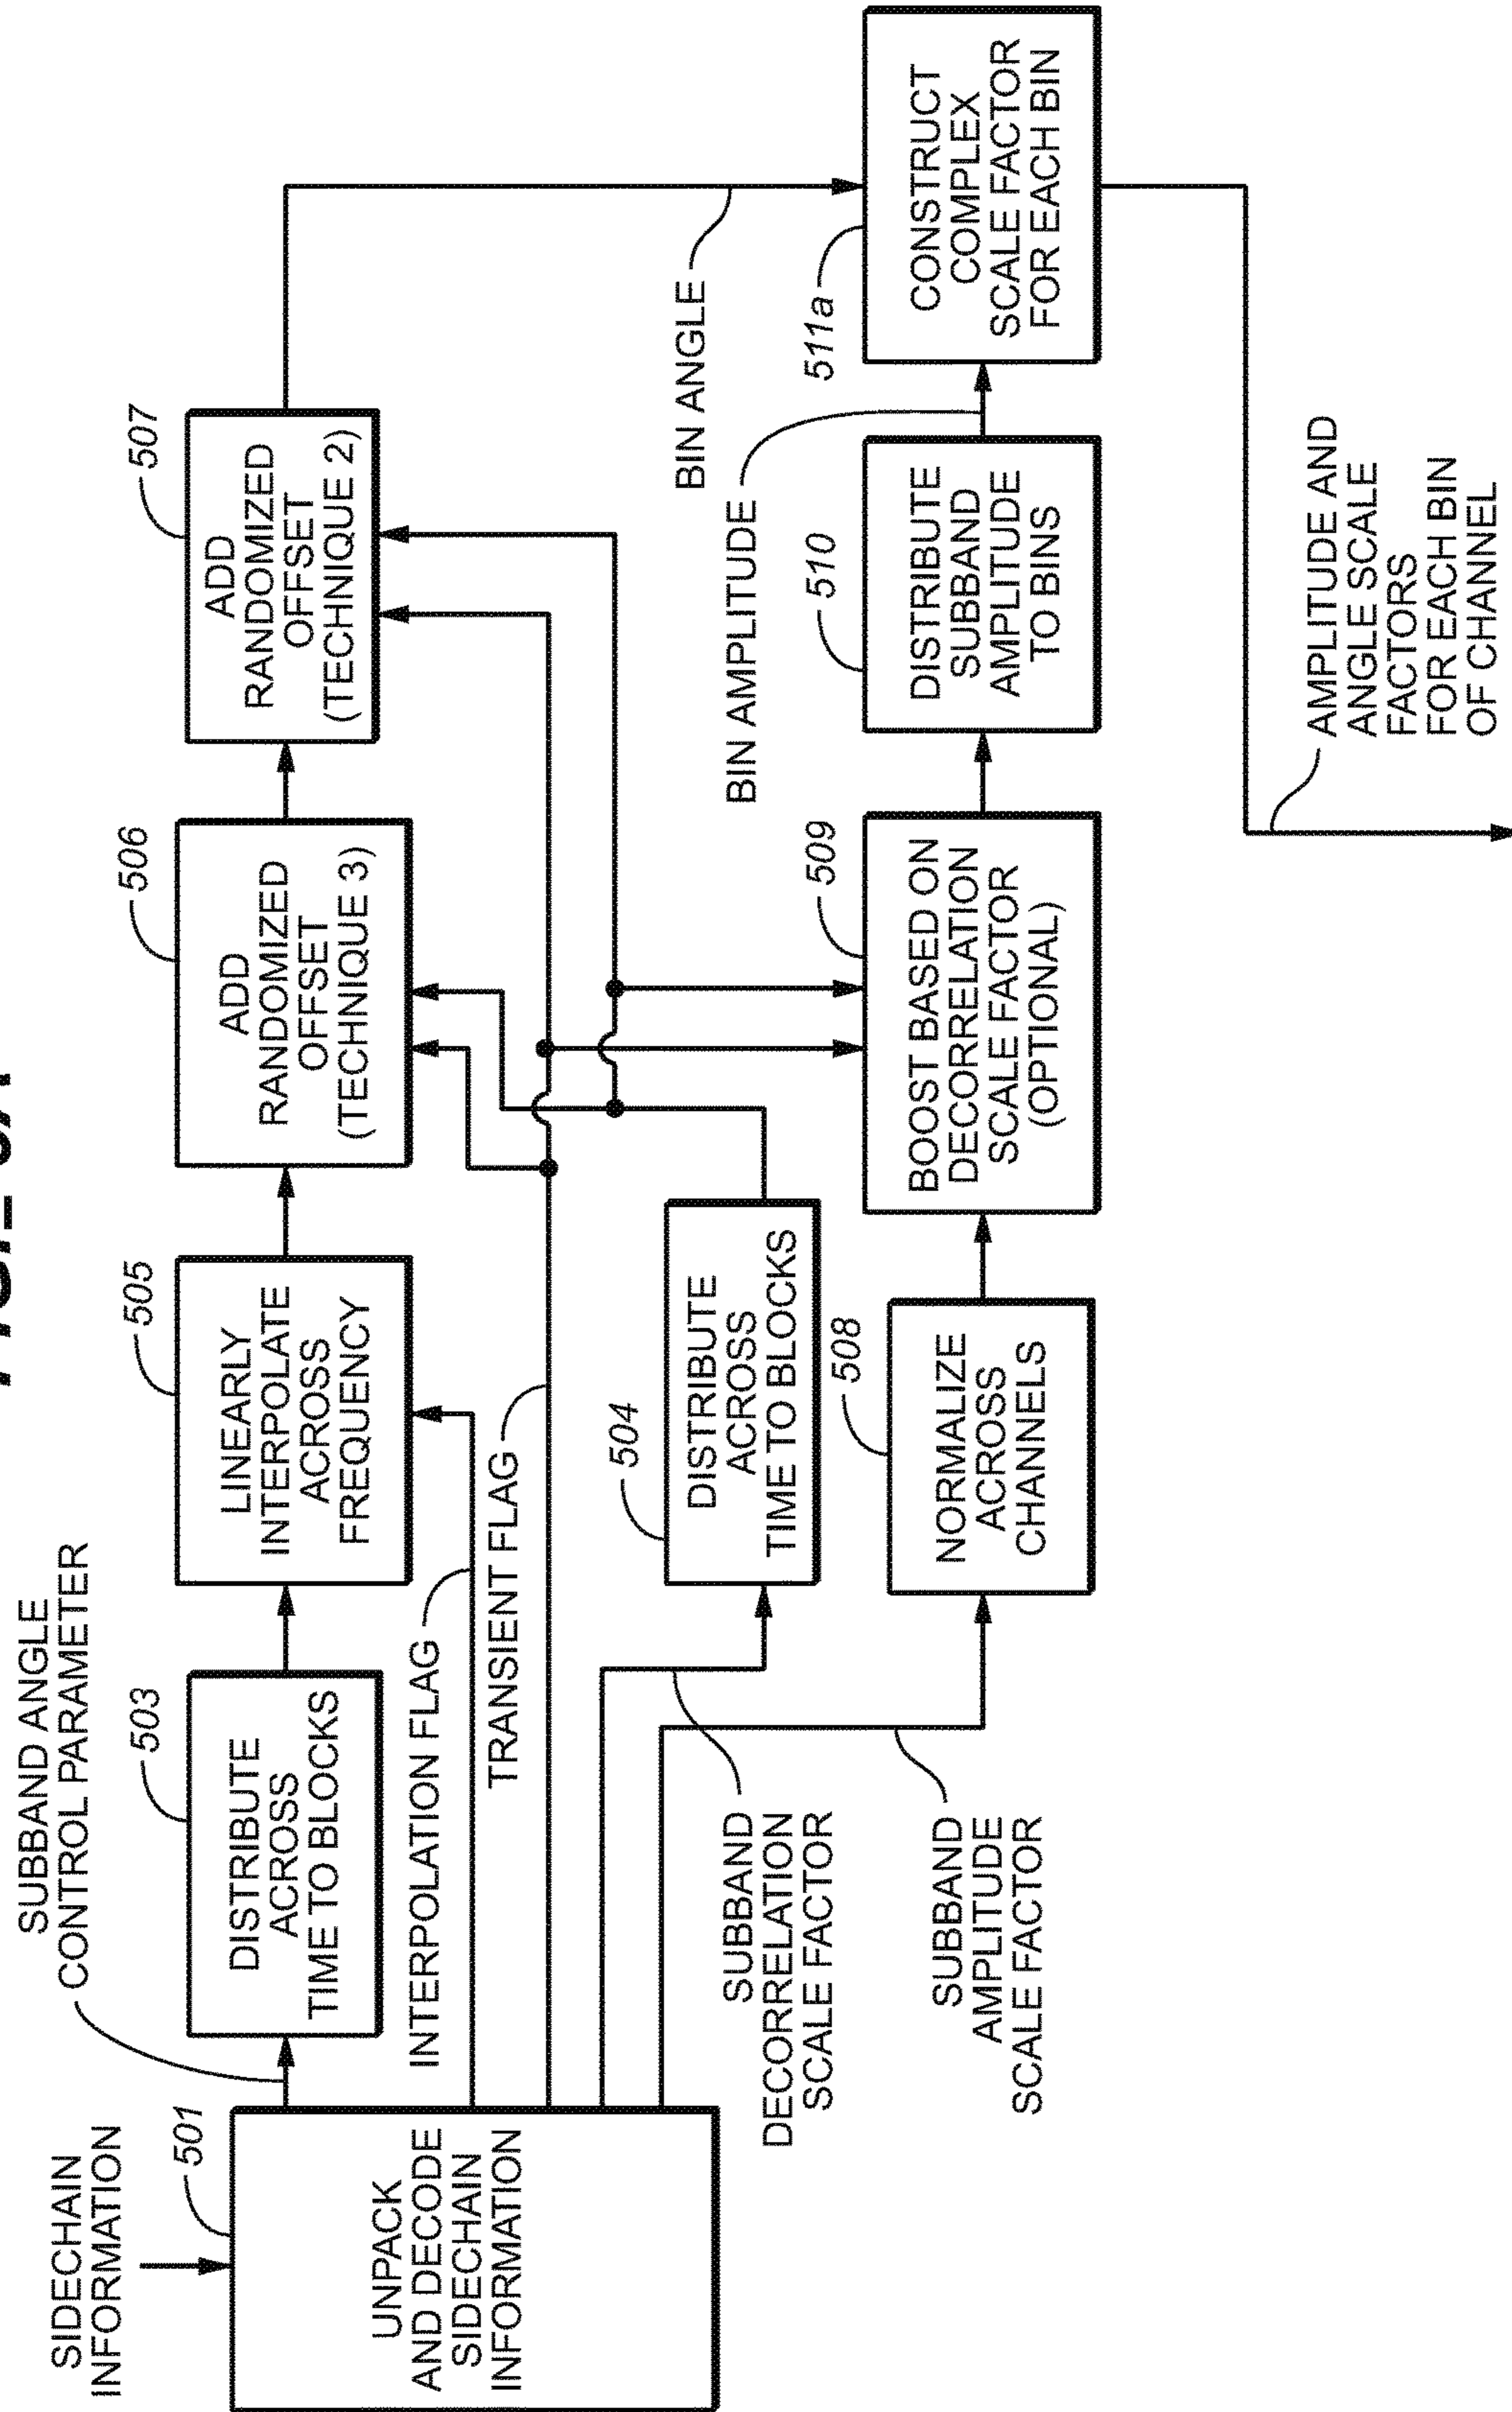 SIDECHAIN
INFORMATION
501
UNPACK
AND DECODE
SIDECHAIN
INFORMATION
SUBBAND ANGLE
CONTROL PARAMETER
503
DISTRIBUTE
ACROSS
TIME TO BLOCKS
505
LINEARLY
INTERPOLATE
ACROSS
FREQUENCY
506
ADD
RANDOMIZED
OFFSET
(TECHNIQUE 3)
507
ADD
RANDOMIZED
OFFSET
(TECHNIQUE 2)
INTERPOLATION FLAG
TRANSIENT FLAG
504
DISTRIBUTE
ACROSS
TIME TO BLOCKS
SUBBAND
DECORRELATION
SCALE FACTOR
SUBBAND
AMPLITUDE
SCALE FACTOR
508
NORMALIZE
ACROSS
CHANNELS
509
BOOST BASED ON
DECORRELATION
SCALE FACTOR
(OPTIONAL)
BIN AMPLITUDE
510
DISTRIBUTE
SUBBAND
AMPLITUDE
TO BINS
BIN ANGLE
511a
CONSTRUCT
COMPLEX
SCALE FACTOR
FOR EACH BIN
AMPLITUDE AND
ANGLE SCALE
FACTORS
FOR EACH BIN
OF CHANNEL